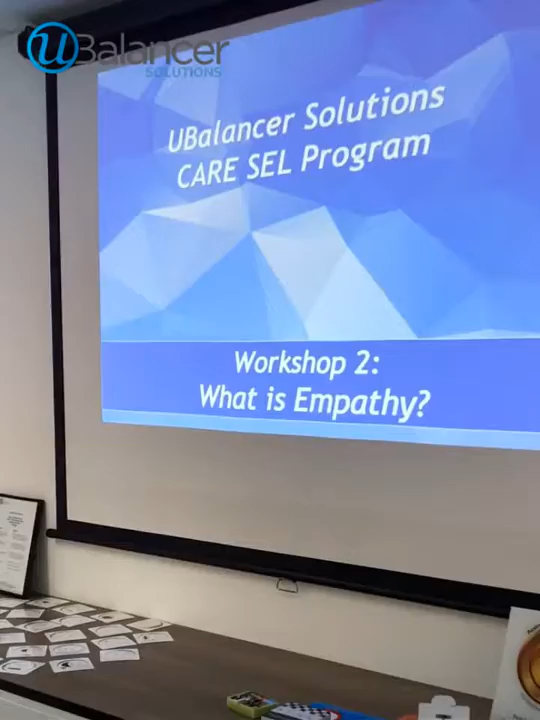 UBalancer
SOLUTIONS
UBalancer Solutions
CARE SEL Program
Workshop 2:
What is Empathy?